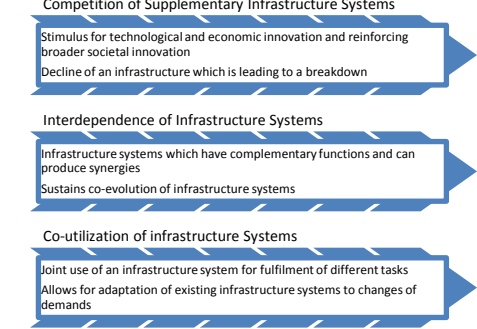 Competition of Supplementary Infrastructure Systems
Stimulus for technological and economic innovation and reinforcing
broader societal innovation
Decline of an infrastructure which is leading to a breakdown
Interdependence of Infrastructure Systems
Infrastructure systems which have complementary functions and can
produce synergies
Sustains co-evolution of infrastructure systems
Co-utilization of infrastructure Systems
Joint use of an infrastructure system for fulfilment of different tasks
Allows for adaptation of existing infrastructure systems to changes of
demands